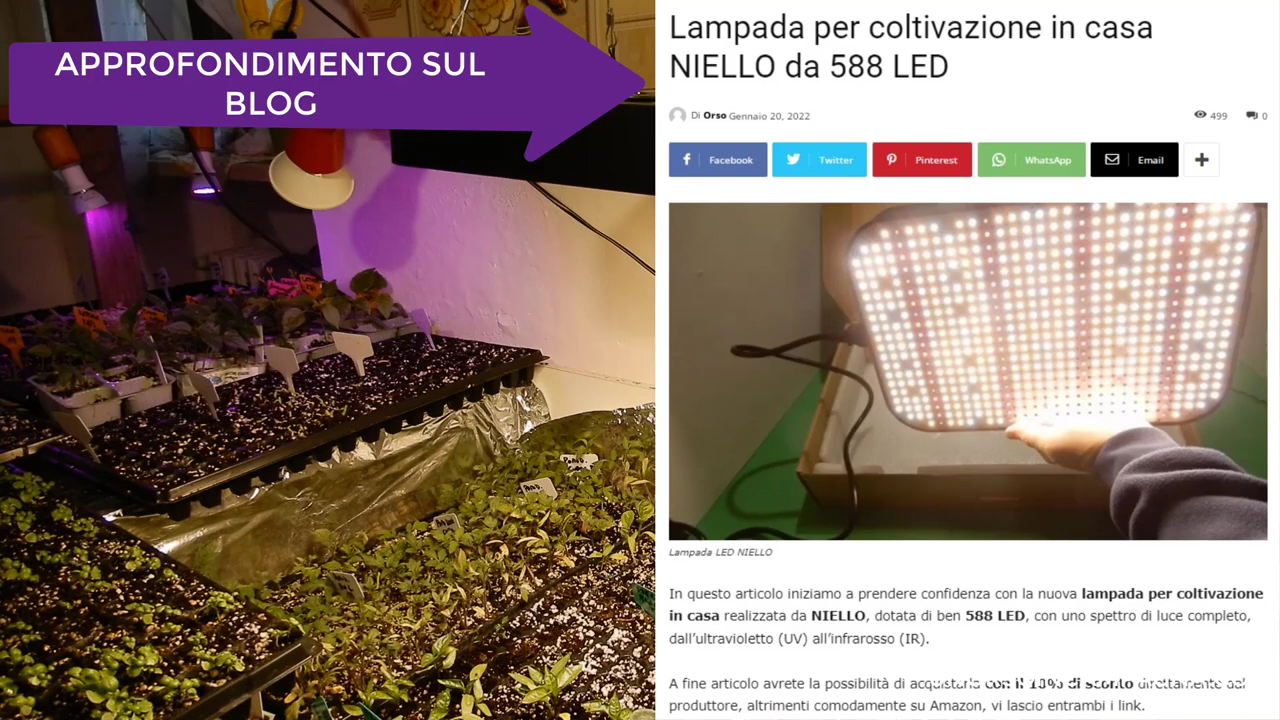 APPROFONDIMENTO SUL
BLOG
Lampada per coltivazione in casa
NIELLO da 588 LED
Di Orso Gennaio 20, 2022
499
0
Facebook
Twitter
Pinterest
WhatsApp
Email
Lampada LED NIELLO
In questo articolo iniziamo a prendere confidenza con la nuova lampada per coltivazione
in casa realizzata da NIELLO, dotata di ben 588 LED, con uno spettro di luce completo,
dall'ultravioletto (UV) all'infrarosso (IR).
A fine articolo avrete la possibilità di acquistarla con il 10% di sconto direttamente dal
produttore, altrimenti comodamente su Amazon, vi lascio entrambi i link.